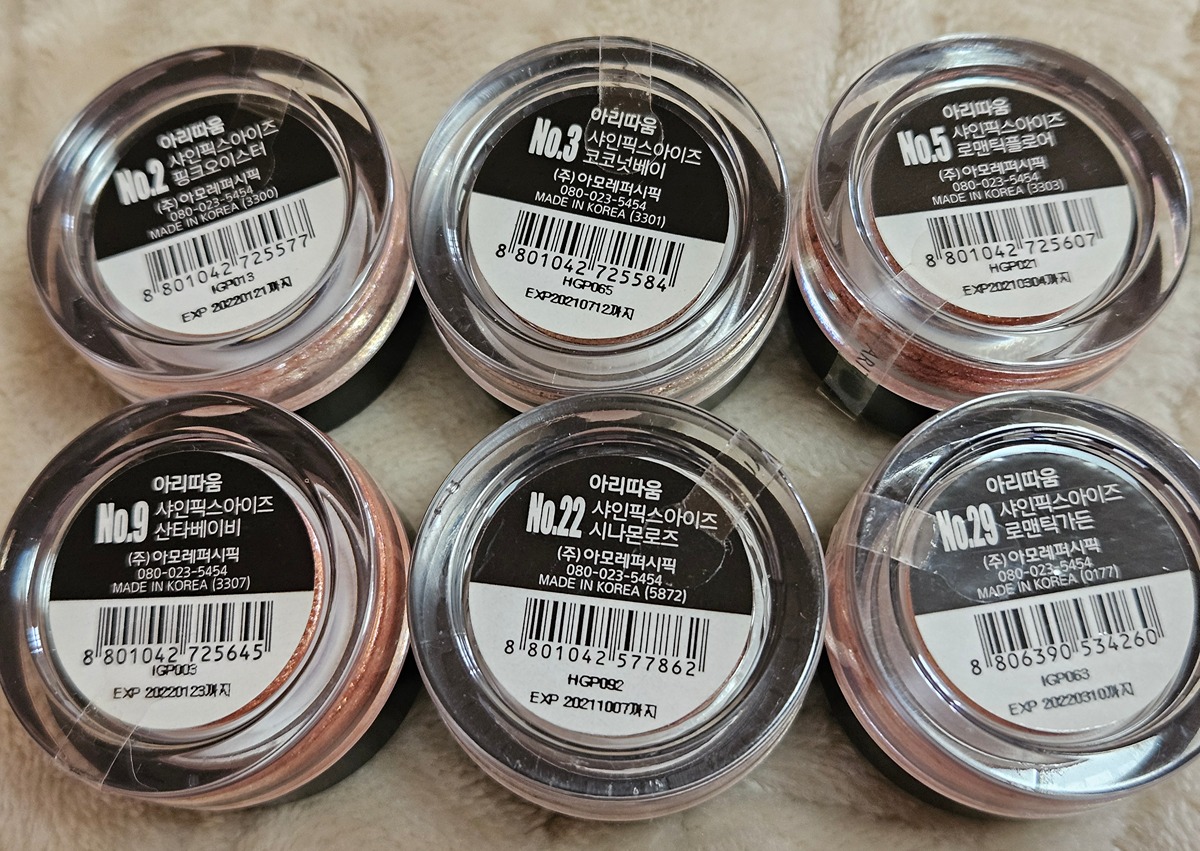 아리따움
No.2 샤인픽스아이즈
핑크오이스터
(주)아모레퍼시픽
080-023-5454
MADE IN KOREA (3300)
8 801042 725577
IGP013
EXP 20220121까지
아리따움
No.3 샤인픽스아이즈
코코넛베이
(주)아모레퍼시픽
080-023-5454
MADE IN KOREA (3301)
8 801042 725584
HGP065
EXP20210712까지
아리따움
No.5 샤인픽스아이즈
로맨틱플로어
(주)아모레퍼시픽
080-023-5454
MADE IN KOREA (3303)
8 801042 725607
HGP021
EXP20210304까지
아리따움
No.9 샤인픽스아이즈
산타베이비
(주)아모레퍼시픽
080-023-5454
MADE IN KOREA (3307)
8 801042 725645
IGP003
EXP 20220123까지
아리따움
No.22 샤인픽스아이즈
시나몬로즈
(주)아모레퍼시픽
080-023-5454
MADE IN KOREA (5872)
8 801042 577862
HGP092
EXP 20211007까지
아리따움
No.29 샤인픽스아이즈
로맨틱가든
(주)아모레퍼시픽
080-023-5454
MADE IN KOREA (0177)
8 806390 534260
IGP063
EXP 20220310까지